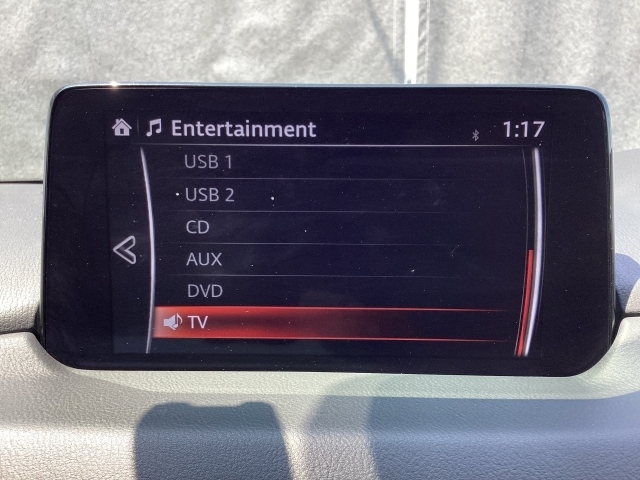 Entertainment 1:17
USB 1
USB 2
CD
AUX
DVD
TV